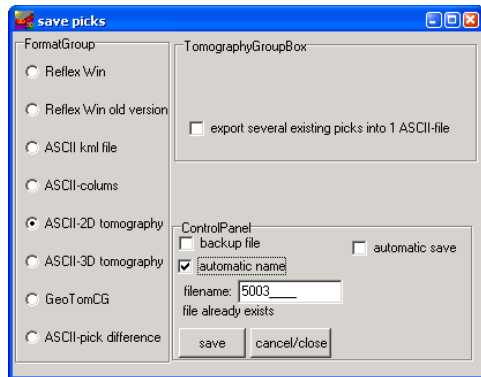 save picks
FormatGroup
Reflex Win
Reflex Win old version
ASCII kml file
ASCII-colums
ASCII-2D tomography
ASCII-3D tomography
GeoTomCG
ASCII-pick difference
TomographyGroupBox
export several existing picks into 1 ASCII-file
ControlPanel
backup file
automatic save
automatic name
filename: 5003____
file already exists
save cancel/close